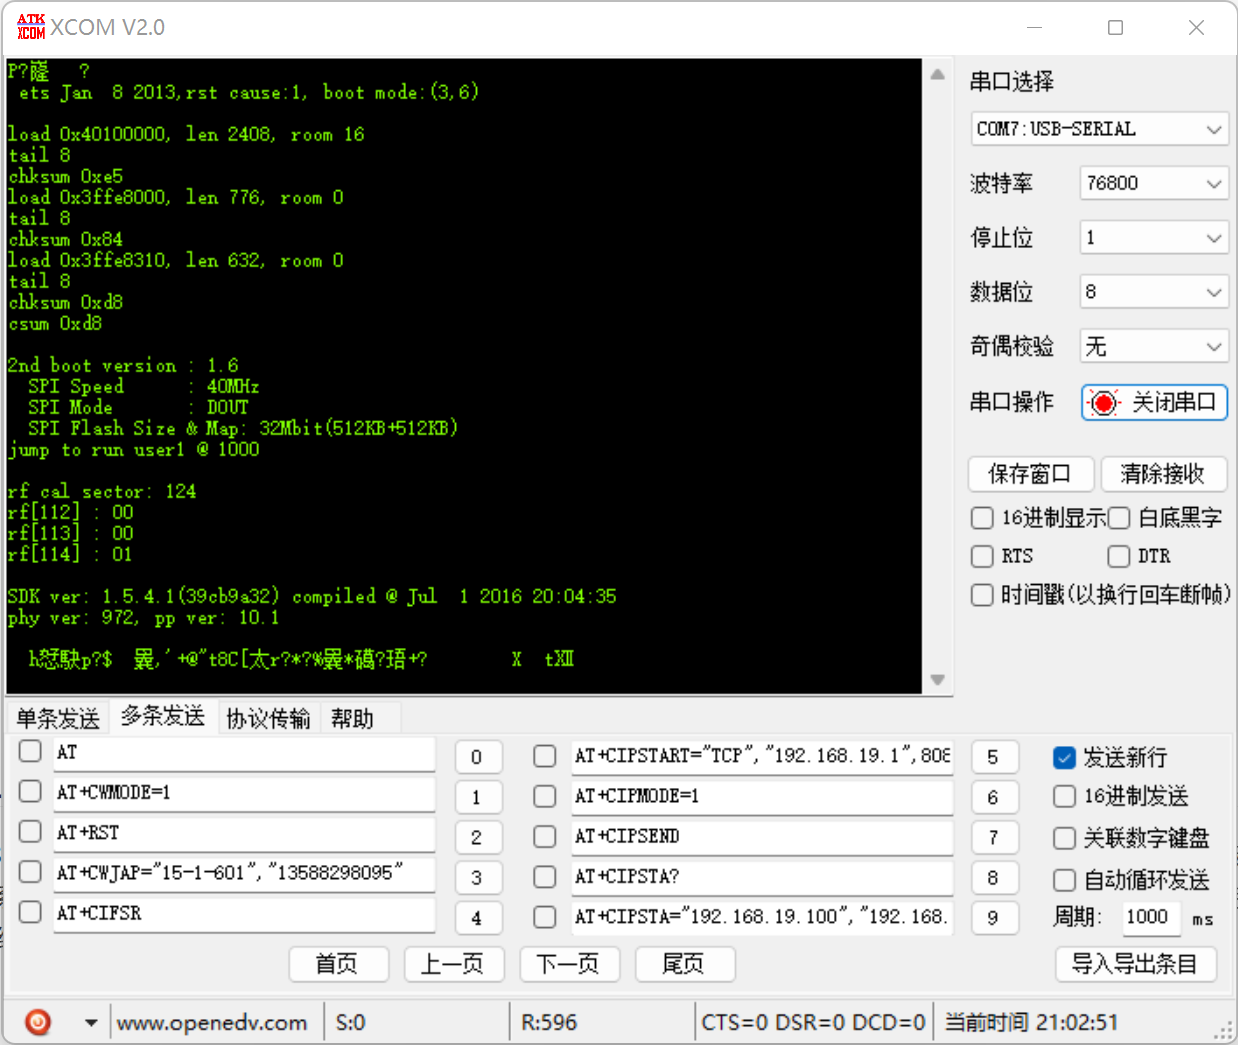 ATK
XCOM XCOM V2.0
P?窿 ?
ets Jan 8 2013,rst cause:1, boot mode:(3,6)
load 0x40100000, len 2408, room 16
tail 8
chksum 0xe5
load 0x3ffe8000, len 776, room 0
tail 8
chksum 0x84
load 0x3ffe8310, len 632, room 0
tail 8
chksum 0xd8
csum 0xd8
2nd boot version : 1.6
SPI Speed : 40MHz
SPI Mode : DOUT
SPI Flash Size & Map: 32Mbit(512KB+512KB)
jump to run user1 @ 1000
rf cal sector: 124
rf[112] : 00
rf[113] : 00
rf[114] : 01
SDK ver: 1.5.4.1(39cb9a32) compiled @ Jul 1 2016 20:04:35
phy ver: 972, pp ver: 10.1
X tⅫ
串口选择
COM7:USB-SERIAL
波特率 76800
停止位 1
数据位 8
奇偶校验 无
串口操作 关闭串口
保存窗口 清除接收
16进制显示 白底黑字
RTS DTR
时间戳(以换行回车断帧)
单条发送 多条发送 协议传输 帮助
AT 0 AT+CIPSTART="TCP","192.168.19.1",808 5 发送新行
AT+CWMODE=1 1 AT+CIPMODE=1 6 16进制发送
AT+RST 2 AT+CIPSEND 7 关联数字键盘
AT+CWJAP="15-1-601","13588298095" 3 AT+CIPSTA? 8 自动循环发送
AT+CIFSR 4 AT+CIPSTA="192.168.19.100","192.168. 9 周期: 1000 ms
首页 上一页 下一页 尾页 导入导出条目
www.openedv.com S:0 R:596 CTS=0 DSR=0 DCD=0 当前时间 21:02:51